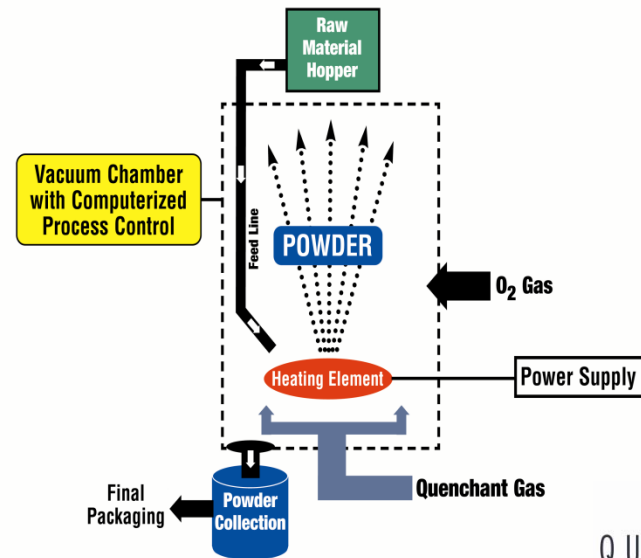 Raw
Material
Hopper
Vacuum Chamber
with Computerized
Process Control
Feed Line
POWDER
O₂ Gas
Heating Element
Power Supply
Quenchant Gas
Final
Packaging
Powder
Collection